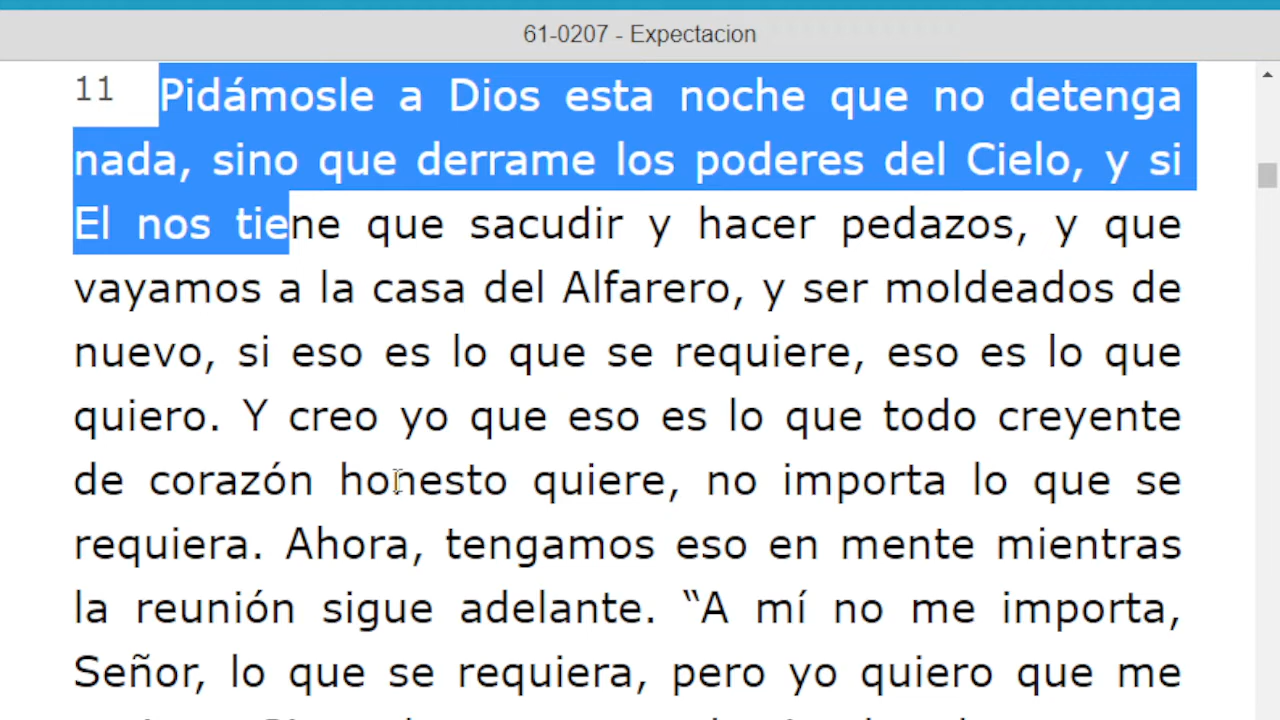 61-0207 - Expectacion
11 Pidámosle a Dios esta noche que no detenga
nada, sino que derrame los poderes del Cielo, y si
El nos tiene que sacudir y hacer pedazos, y que
vayamos a la casa del Alfarero, y ser moldeados de
nuevo, si eso es lo que se requiere, eso es lo que
quiero. Y creo yo que eso es lo que todo creyente
de corazón honesto quiere, no importa lo que se
requiera. Ahora, tengamos eso en mente mientras
la reunión sigue adelante. “A mí no me importa,
Señor, lo que se requiera, pero yo quiero que me